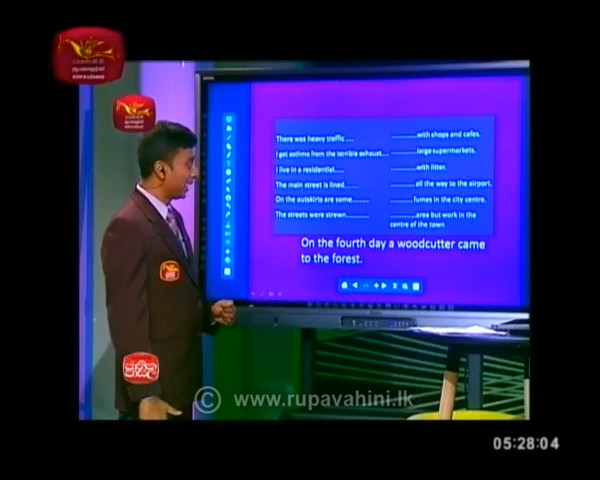 RUPAVAHINI
There was heavy traffic .... ...............with shops and cafes.
I get asthma from the terrible exhaust.... ...............large supermarkets.
I live in a residential..... ...............with litter.
The main street is lined....... ...............all the way to the airport.
On the outskirts are some......... ...............fumes in the city centre.
The streets were strewn........... ...............area but work in the
centre of the town
On the fourth day a woodcutter came
to the forest.
© www.rupavahini.lk
05:28:04